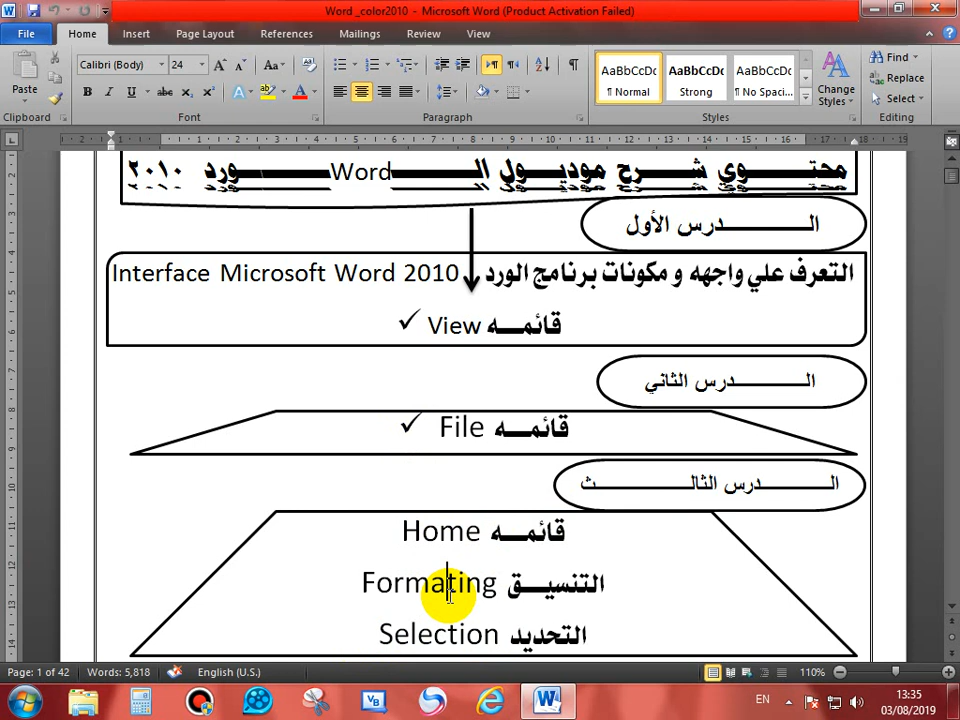 Word _color2010 - Microsoft Word (Product Activation Failed)
File Home Insert Page Layout References Mailings Review View
Paste
Calibri (Body) 24
AaBbCcDc AaBbCcDc AaBbCcDc
¶ Normal Strong ¶ No Spaci...
Change Styles
Find
Replace
Select
Clipboard Font Paragraph Styles Editing
محتـــوي شـــرح موديـــول الـــــWord ـــــورد ٢٠١٠
الــــــدرس الأول
التعرف علي واجهه و مكونات برنامج الورد Interface Microsoft Word 2010
قائمـــه View ✓
الــــــدرس الثاني
قائمـــه File ✓
الــــــدرس الثالــــــث
قائمـــه Home
التنسيـــق Formating
التحديد Selection
Page: 1 of 42 Words: 5,818 English (U.S.) 110%
EN 13:35
03/08/2019